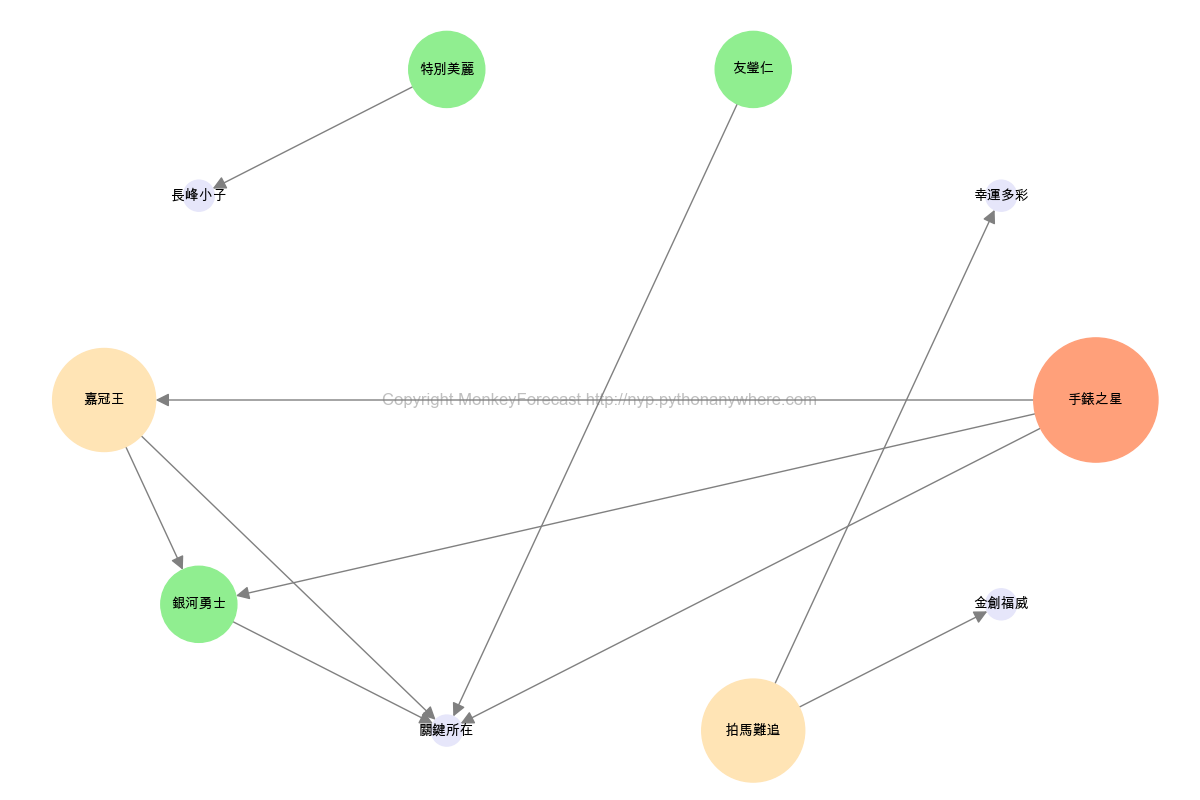 特別美麗
友瑩仁
長峰小子
幸運多彩
嘉冠王
Copyright MonkeyForecast http://nyp.pythonanywhere.com
手錶之星
銀河勇士
金創福威
關鍵所在
拍馬難追